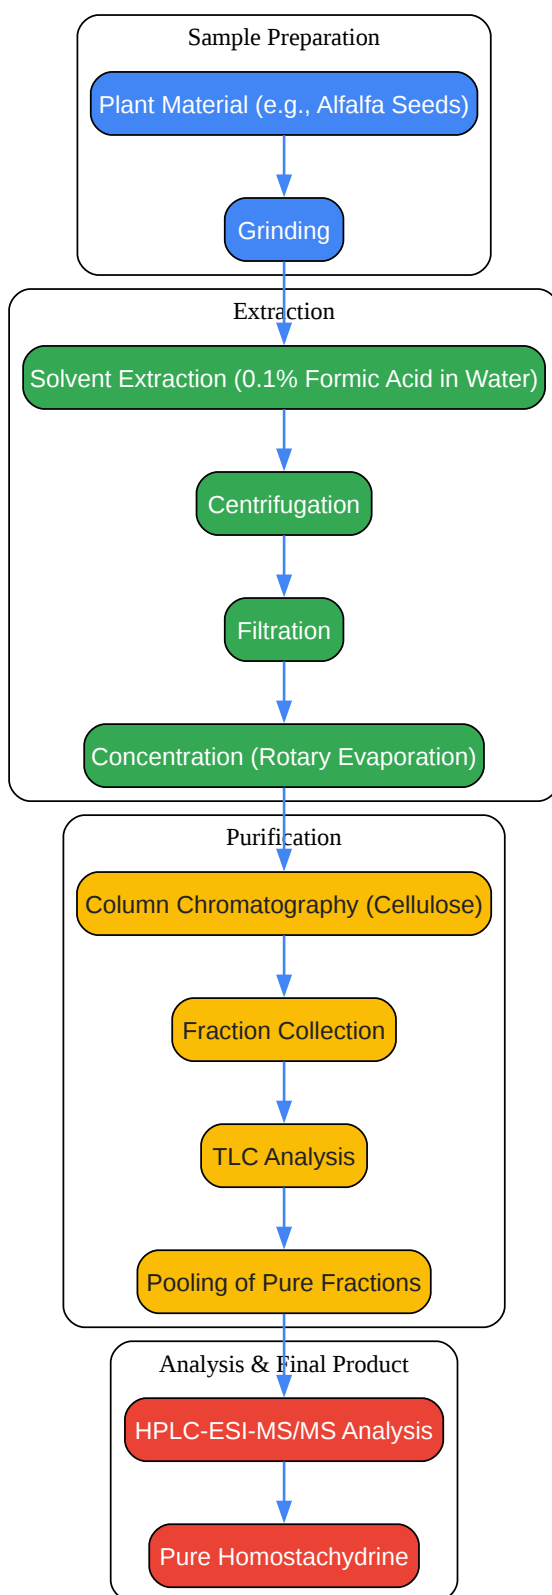 Sample Preparation
Plant Material (e.g., Alfalfa Seeds)
Grinding
Extraction
Solvent Extraction (0.1% Formic Acid in Water)
Centrifugation
Filtration
Concentration (Rotary Evaporation)
Purification
Column Chromatography (Cellulose)
Fraction Collection
TLC Analysis
Pooling of Pure Fractions
Analysis & Final Product
HPLC-ESI-MS/MS Analysis
Pure Homostachydrine